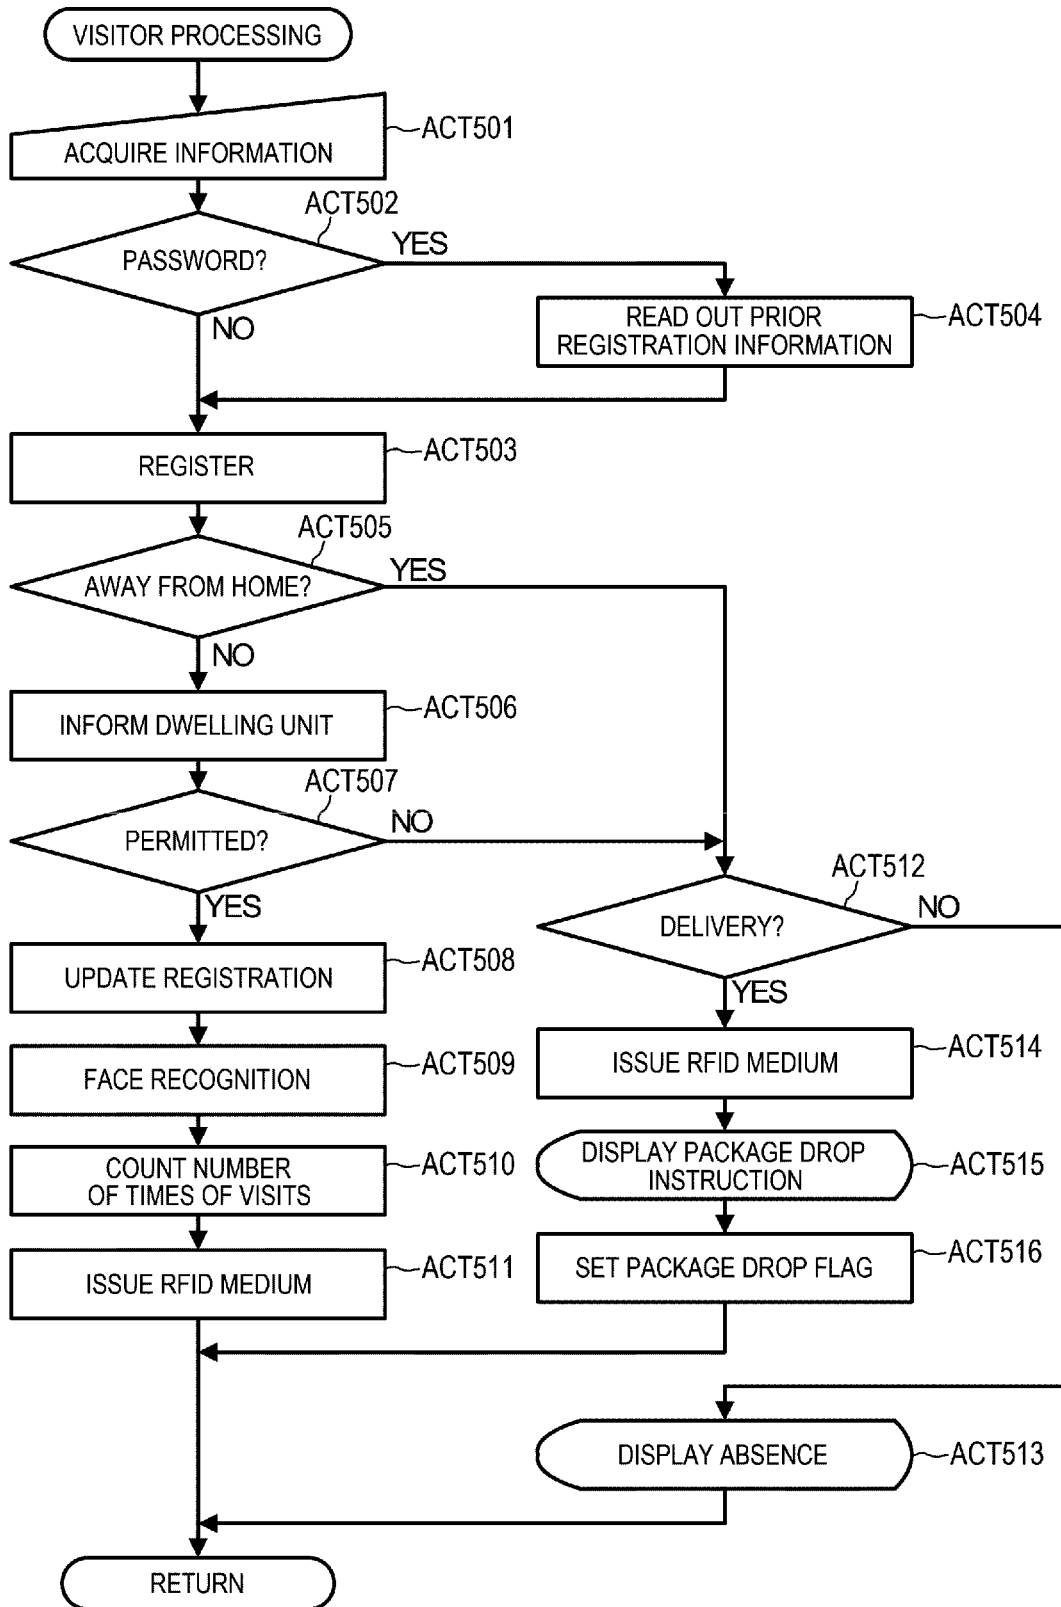 VISITOR PROCESSING
ACT501
ACQUIRE INFORMATION
ACT502
PASSWORD?
YES
NO
ACT504
READ OUT PRIOR
REGISTRATION INFORMATION
ACT503
REGISTER
ACT505
AWAY FROM HOME?
YES
NO
ACT506
INFORM DWELLING UNIT
ACT507
PERMITTED?
NO
YES
ACT512
DELIVERY?
NO
YES
ACT508
UPDATE REGISTRATION
ACT514
ISSUE RFID MEDIUM
ACT509
FACE RECOGNITION
ACT515
DISPLAY PACKAGE DROP
INSTRUCTION
ACT510
COUNT NUMBER
OF TIMES OF VISITS
ACT516
SET PACKAGE DROP FLAG
ACT511
ISSUE RFID MEDIUM
ACT513
DISPLAY ABSENCE
RETURN